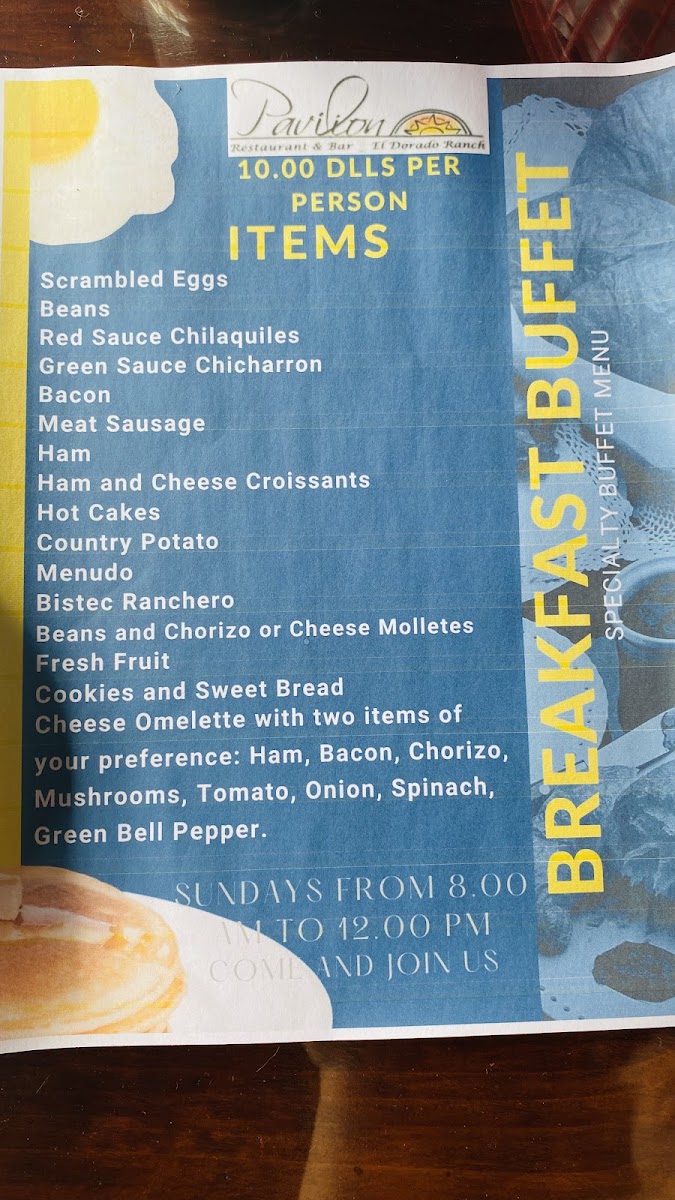 Pavilion
Restaurant & Bar El Dorado Ranch
10.00 DLLS PER
PERSON
ITEMS
Scrambled Eggs
Beans
Red Sauce Chilaquiles
Green Sauce Chicharron
Bacon
Meat Sausage
Ham
Ham and Cheese Croissants
Hot Cakes
Country Potato
Menudo
Bistec Ranchero
Beans and Chorizo or Cheese Molletes
Fresh Fruit
Cookies and Sweet Bread
Cheese Omelette with two items of
your preference: Ham, Bacon, Chorizo,
Mushrooms, Tomato, Onion, Spinach,
Green Bell Pepper.
SUNDAYS FROM 8.00
AM TO 12.00 PM
COME AND JOIN US
BREAKFAST BUFFET
SPECIALTY BUFFET MENU